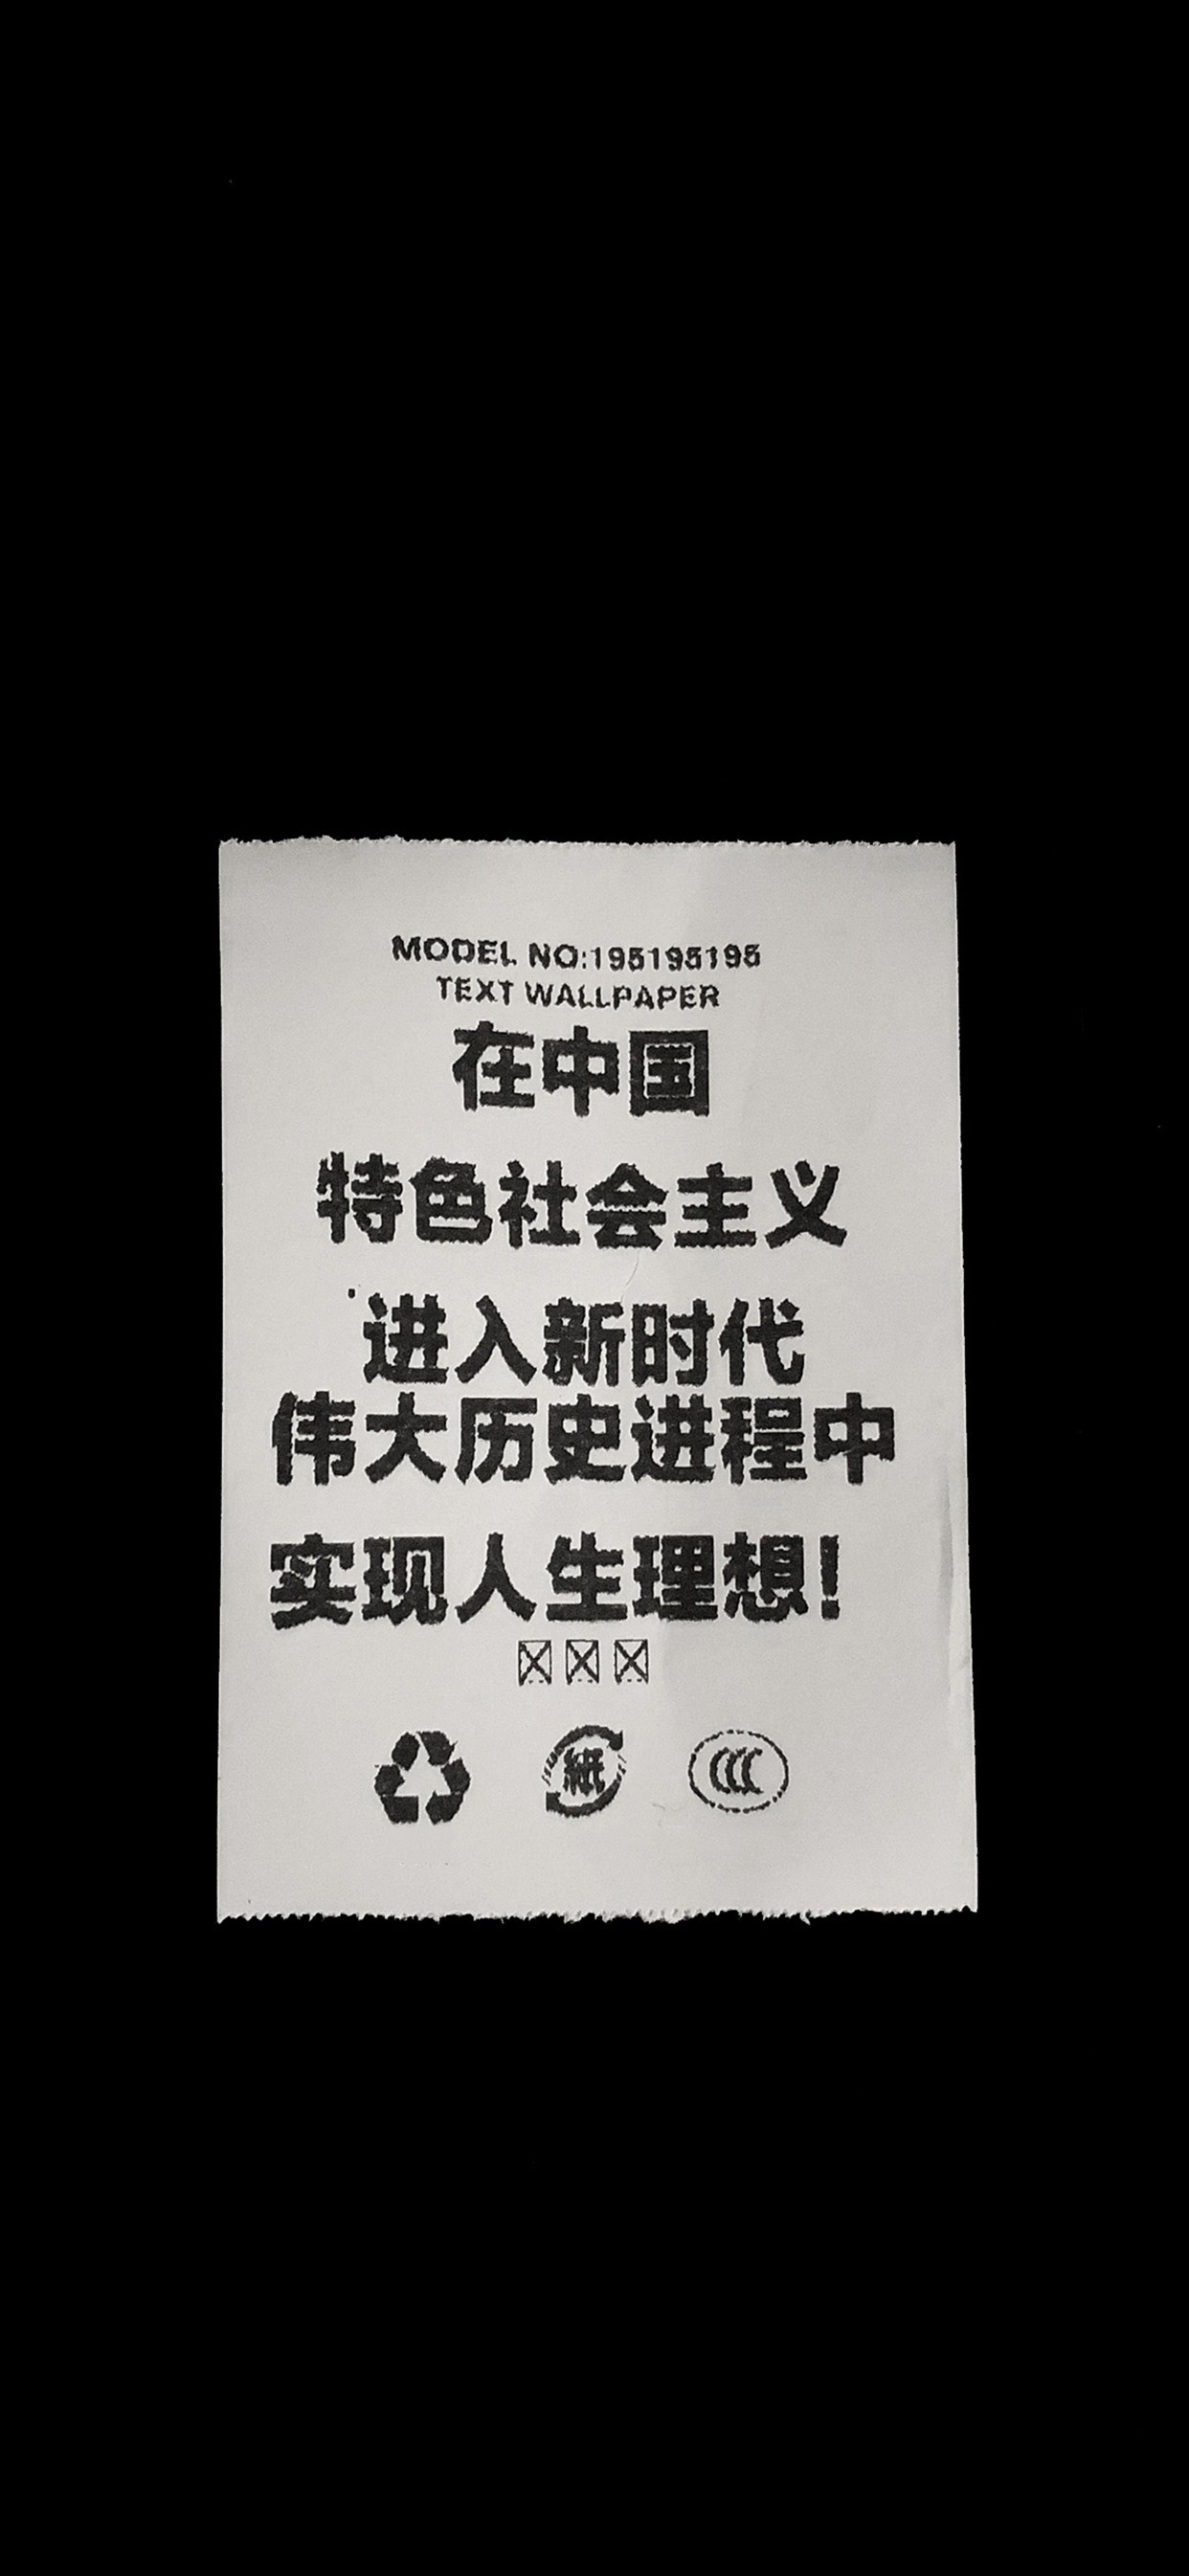 MODEL NO:195195195
TEXT WALLPAPER
在中国
特色社会主义
进入新时代
伟大历史进程中
实现人生理想!
紙